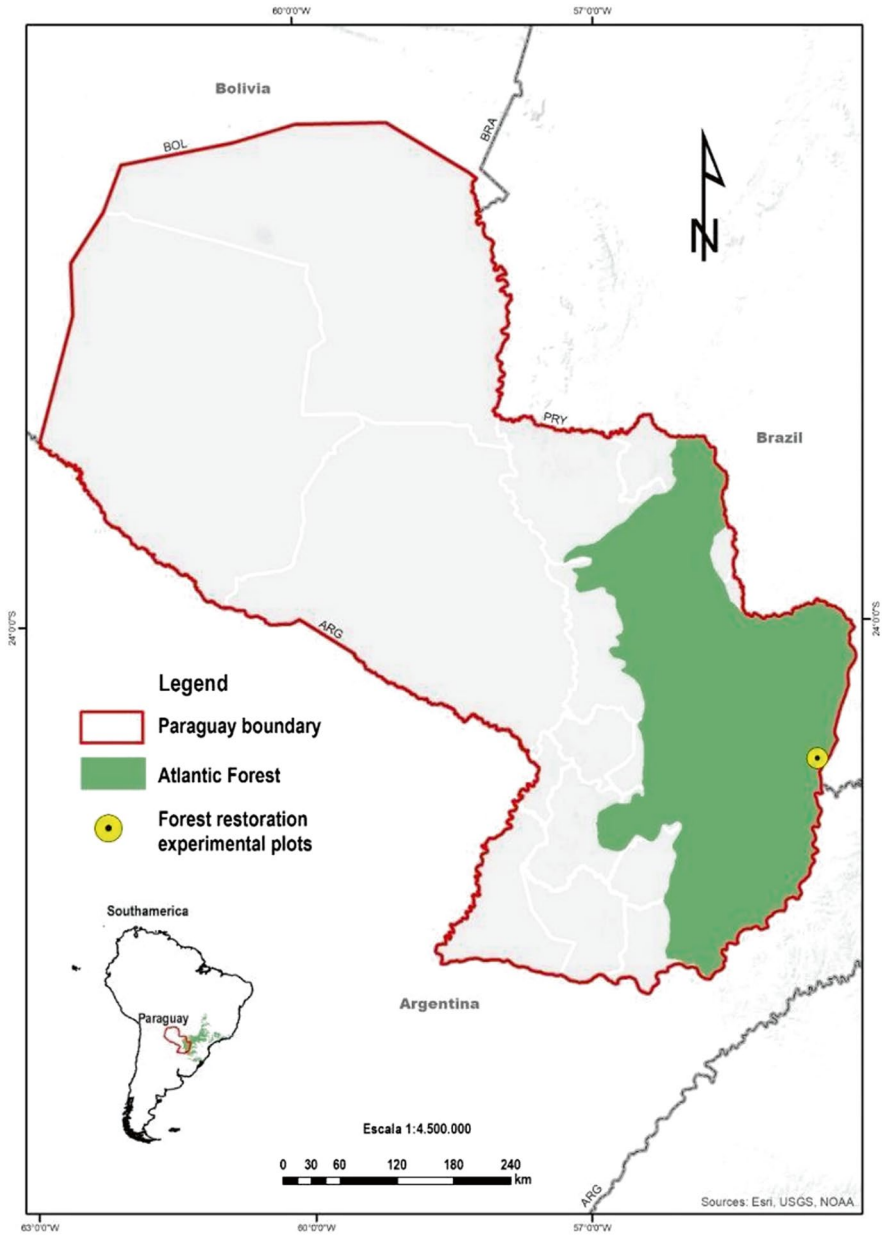 60°0'0"W
57°0'0"W
Bolivia
BOL
BRA
N
PRY
Brazil
24°0'0"S
24°0'0"S
ARG
Legend
Paraguay boundary
Atlantic Forest
Forest restoration
experimental plots
Southamerica
Paraguay
Argentina
Escala 1:4.500.000
0 30 60 120 180 240
km
ARG
Sources: Esri, USGS, NOAA
63°0'0"W
60°0'0"W
57°0'0"W